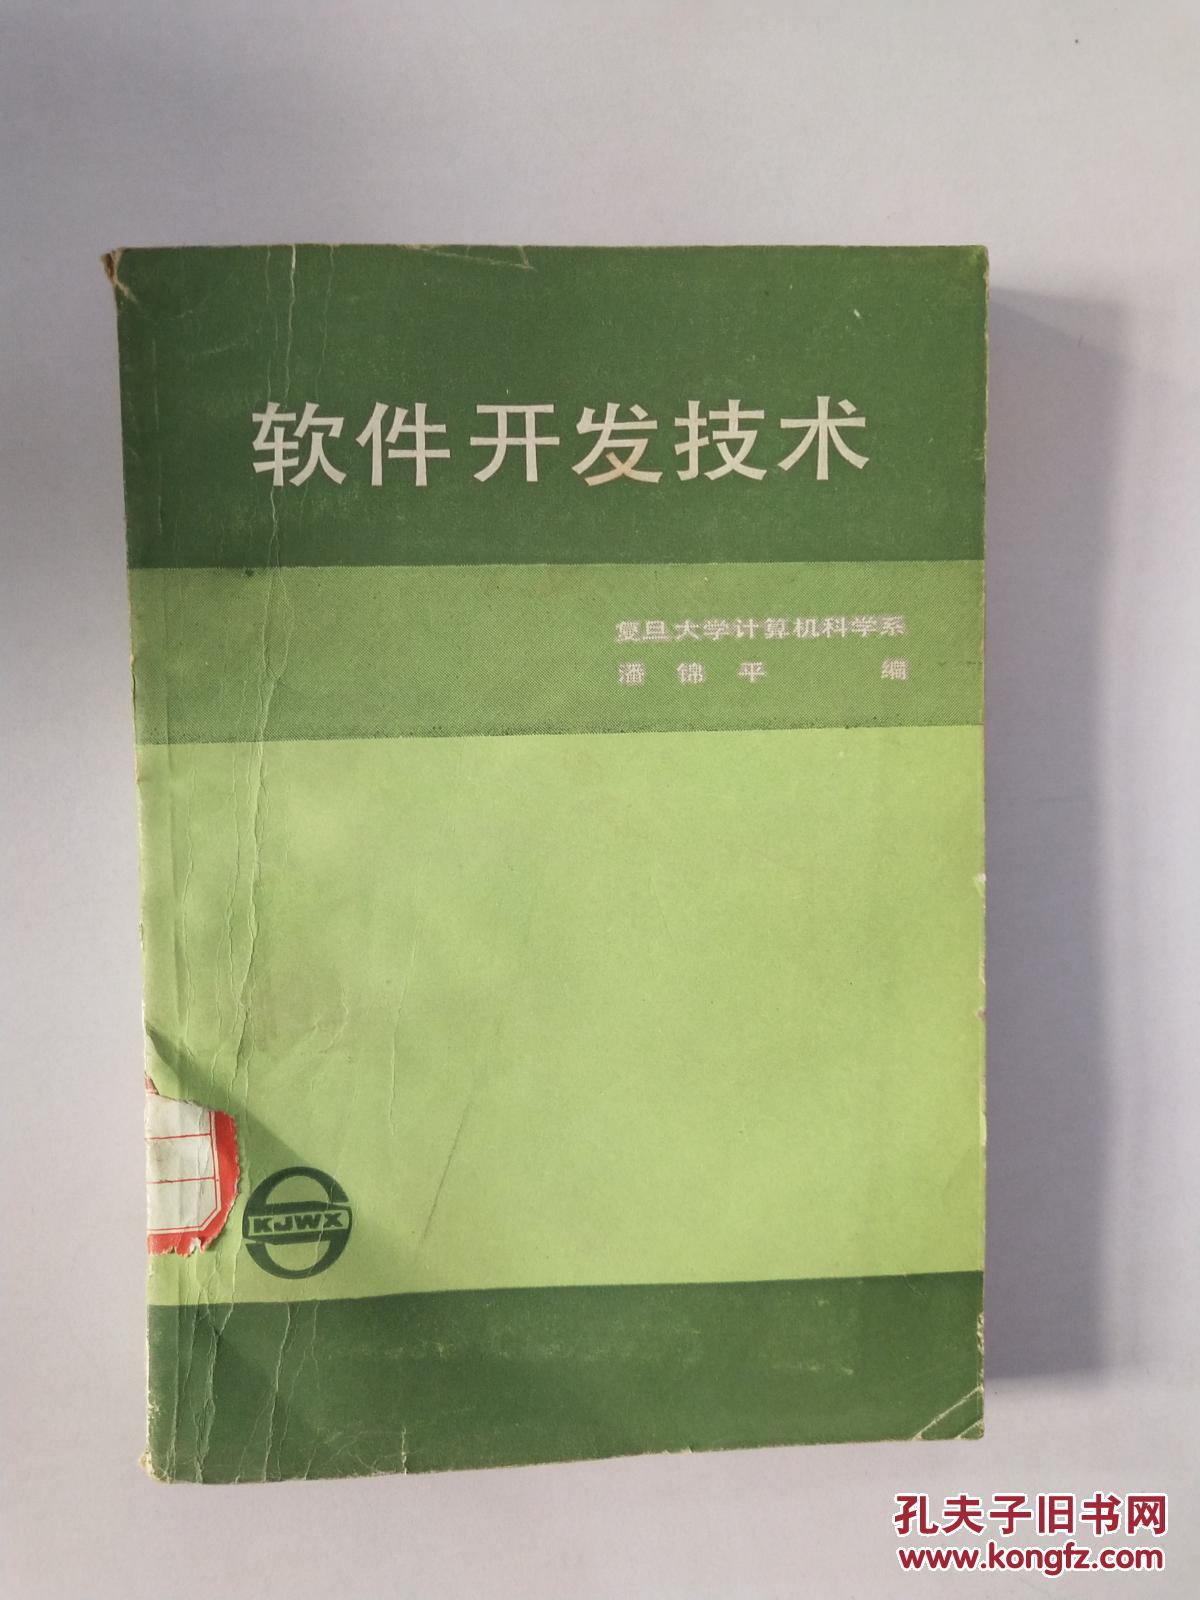 软件开发技术
复旦大学计算机科学系
潘锦平 编
KJWX
孔夫子旧书网
www.kongfz.com